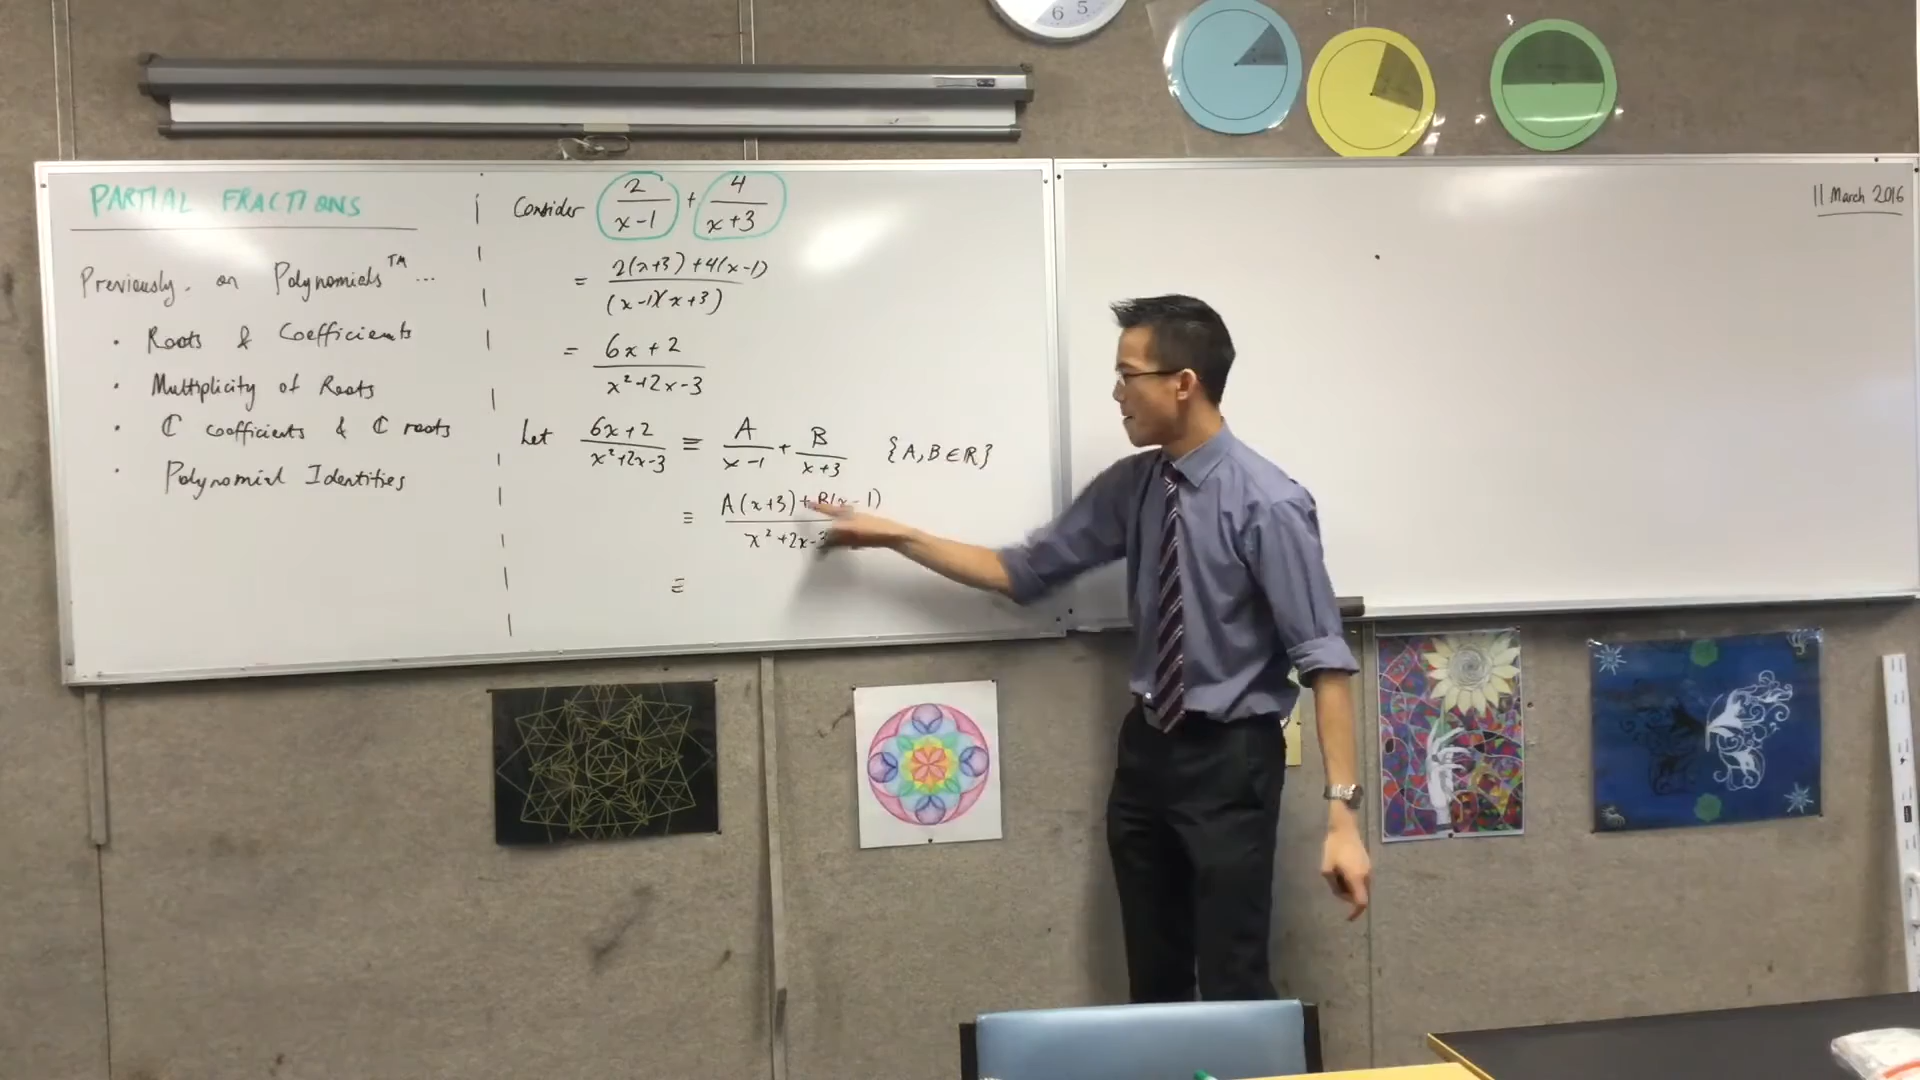 6 5
11 March 2016
PARTIAL FRACTIONS
Previously, on Polynomials™...
• Roots & Coefficients
• Multiplicity of Roots
• ℂ coefficients & ℂ roots
• Polynomial Identities
Consider 2/(x-1) + 4/(x+3)
= (2(x+3)+4(x-1))/((x-1)(x+3))
= (6x+2)/(x²+2x-3)
Let (6x+2)/(x²+2x-3) ≡ A/(x-1) + B/(x+3) {A,B∈ℝ}
≡ (A(x+3)+B(x-1))/(x²+2x-3)
≡